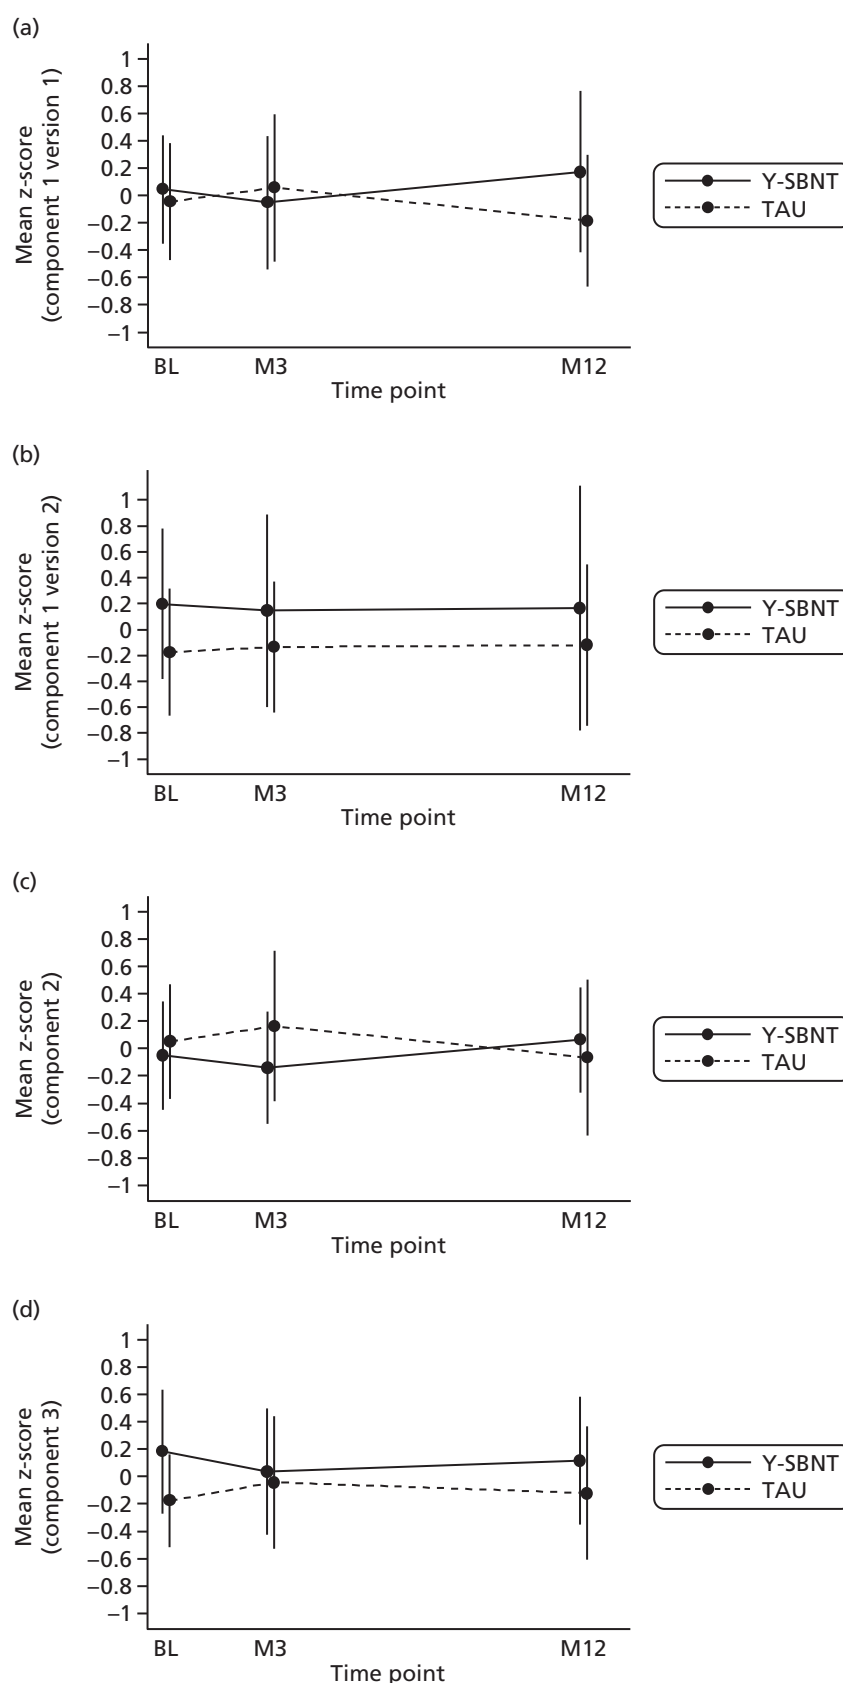 (a)
Mean z-score
(component 1 version 1)
1
0.8
0.6
0.4
0.2
0
−0.2
−0.4
−0.6
−0.8
−1
BL M3 M12
Time point
Y-SBNT
TAU
(b)
Mean z-score
(component 1 version 2)
1
0.8
0.6
0.4
0.2
0
−0.2
−0.4
−0.6
−0.8
−1
BL M3 M12
Time point
Y-SBNT
TAU
(c)
Mean z-score
(component 2)
1
0.8
0.6
0.4
0.2
0
−0.2
−0.4
−0.6
−0.8
−1
BL M3 M12
Time point
Y-SBNT
TAU
(d)
Mean z-score
(component 3)
1
0.8
0.6
0.4
0.2
0
−0.2
−0.4
−0.6
−0.8
−1
BL M3 M12
Time point
Y-SBNT
TAU